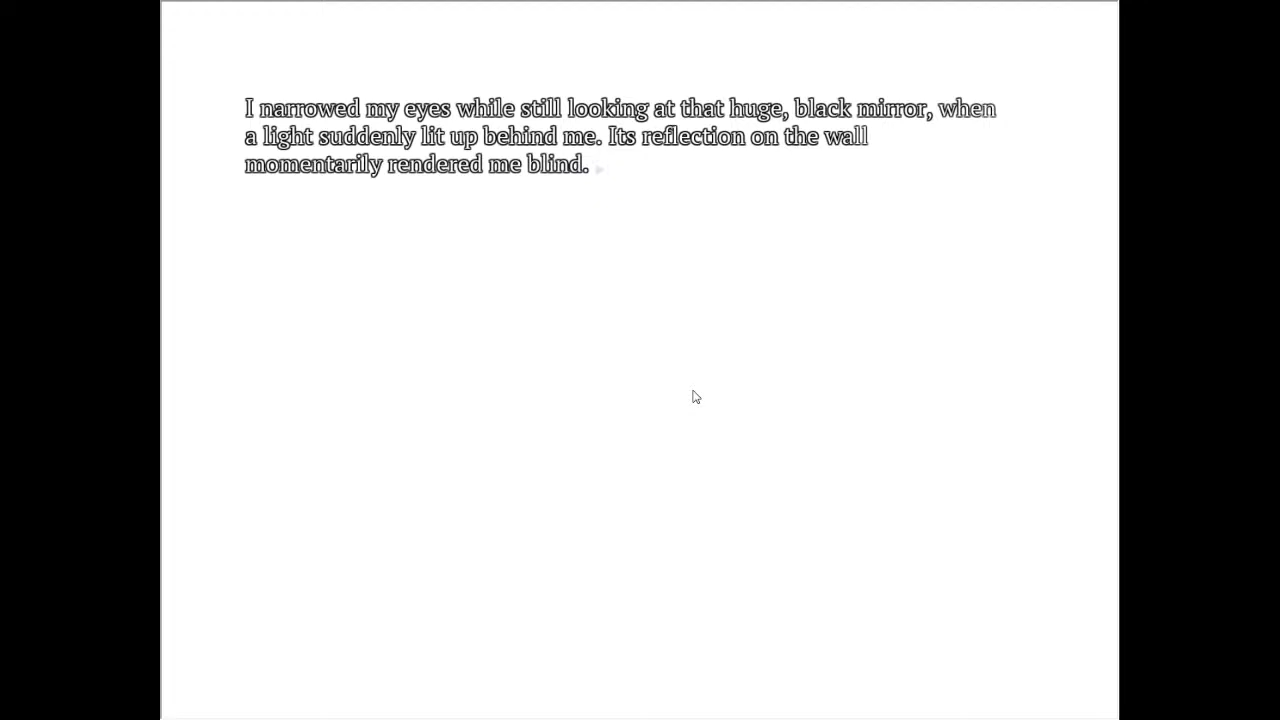 I narrowed my eyes while still looking at that huge, black mirror, when
a light suddenly lit up behind me. Its reflection on the wall
momentarily rendered me blind.